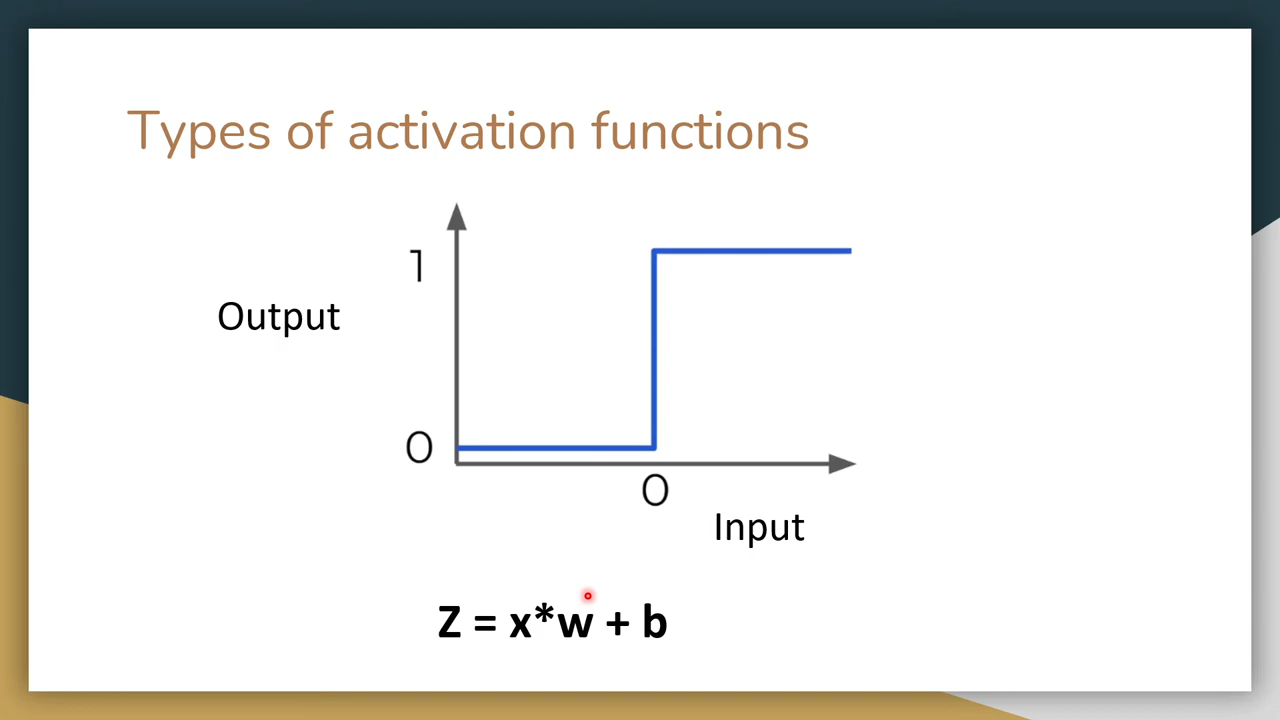 Types of activation functions
1
Output
0
0
Input
Z = x*w + b